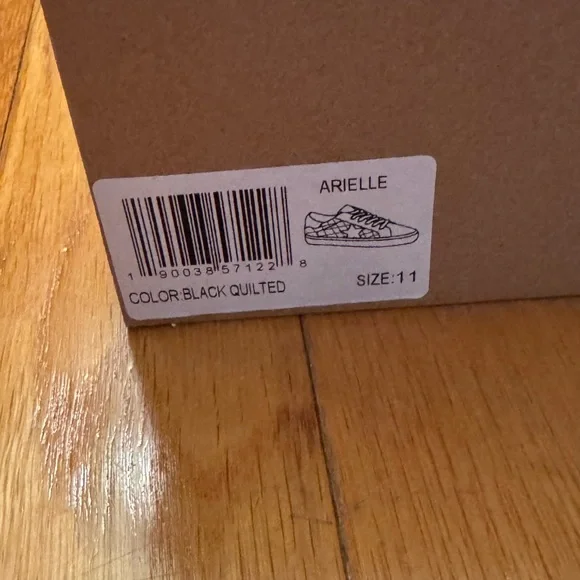 ARIELLE
1 90038 57122 8
COLOR:BLACK QUILTED
SIZE:11